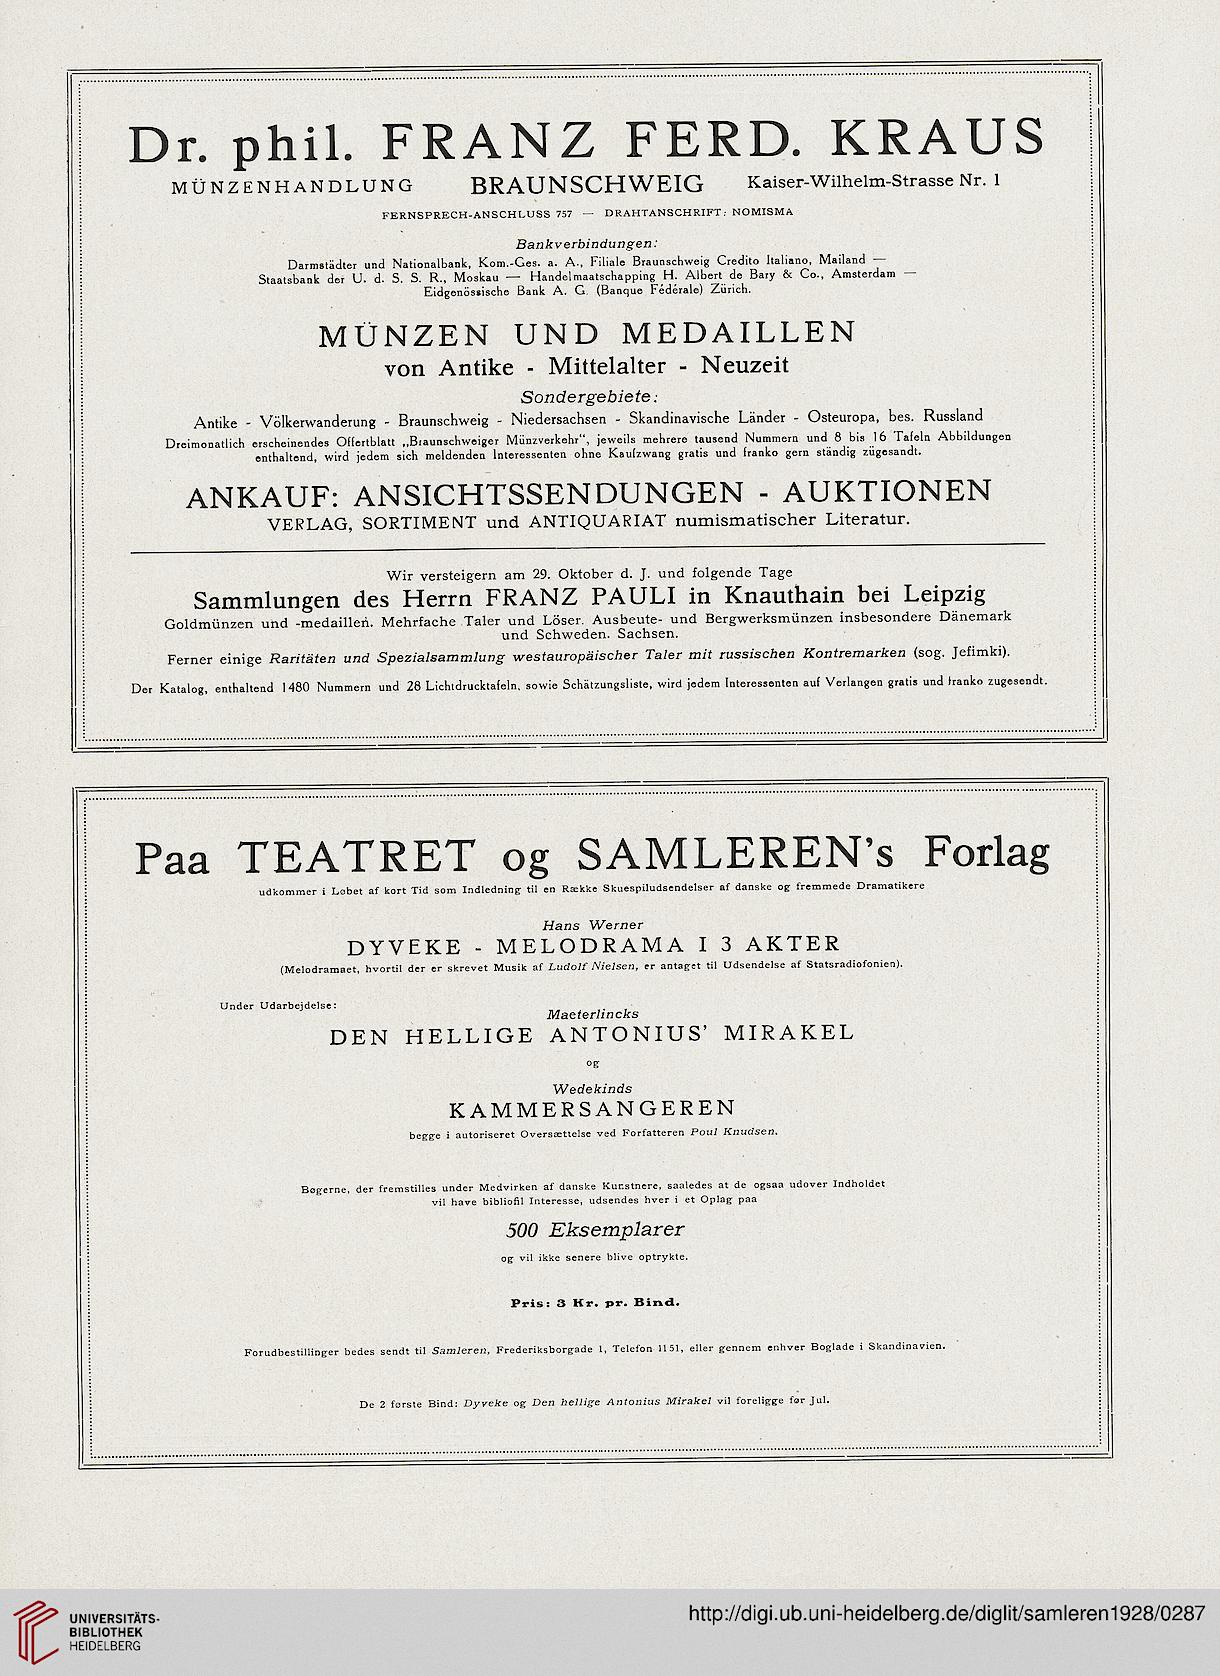 Dr. phil. FRANZ FERD. KRAUS
MÜNZENHANDLUNG BRAUNSCHWEIG Kaiser-Wilhelm-Strasse Nr. 1
FERNSPRECH-ANSCHLUSS 757 — DRAHTANSCHRIFT: NOMISMA
Bankverbindungen:
Darmstädter und Nationalbank, Kom.-Ges. a. A., Filiale Braunschweig Credito Italiano, Mailand —
Staatsbank der U. d. S. S. R., Moskau — Handelmaatschapping H. Albert de Bary & Co., Amsterdam —
Eidgenössische Bank A. G. (Banque Fédérale) Zürich.
MÜNZEN UND MEDAILLEN
von Antike - Mittelalter - Neuzeit
Sondergebiete:
Antike - Völkerwanderung - Braunschweig - Niedersachsen - Skandinavische Länder - Osteuropa, bes. Russland
Dreimonatlich erscheinendes Offertblatt „Braunschweiger Münzverkehr“, jeweils mehrere tausend Nummern und 8 bis 16 Tafeln Abbildungen
enthaltend, wird jedem sich meldenden Interessenten ohne Kaufzwang gratis und franko gern ständig zügesandt.
ANKAUF: ANSICHTSSENDUNGEN - AUKTIONEN
VERLAG, SORTIMENT und ANTIQUARIAT numismatischer Literatur.
Wir versteigern am 29. Oktober d. J. und folgende Tage
Sammlungen des Herrn FRANZ PAULI in Knauthain bei Leipzig
Goldmünzen und -medaillen. Mehrfache Taler und Löser. Ausbeute- und Bergwerksmünzen insbesondere Dänemark
und Schweden. Sachsen.
Ferner einige Raritäten und Spezialsammlung westauropäischer Taler mit russischen Kontremarken (sog. Jefimki).
Der Katalog, enthaltend 1480 Nummern und 28 Lichtdrucktafeln, sowie Schätzungsliste, wird jedem Interessenten auf Verlangen gratis und franko zugesendt.
Paa TEATRET og SAMLEREN's Forlag
udkommer i Løbet af kort Tid som Indledning til en Række Skuespiludsendelser af danske og fremmede Dramatikere
Hans Werner
DYVEKE - MELODRAMA I 3 AKTER
(Melodramaet, hvortil der er skrevet Musik af Ludolf Nielsen, er antaget til Udsendelse af Statsradiofonien).
Under Udarbejdelse:
Maeterlincks
DEN HELLIGE ANTONIUS' MIRAKEL
og
Wedekinds
KAMMERSANGEREN
begge i autoriseret Oversættelse ved Forfatteren Poul Knudsen.
Bøgerne, der fremstilles under Medvirken af danske Kunstnere, saaledes at de ogsaa udover Indholdet
vil have bibliofil Interesse, udsendes hver i et Oplag paa
500 Eksemplarer
og vil ikke senere blive optrykte.
Pris: 3 Kr. pr. Bind.
Forudbestillinger bedes sendt til Samleren, Frederiksborgade 1, Telefon 1151, eller gennem enhver Boglade i Skandinavien.
De 2 første Bind: Dyveke og Den hellige Antonius Mirakel vil foreligge før Jul.
UNIVERSITÄTS-
BIBLIOTHEK
HEIDELBERG
http://digi.ub.uni-heidelberg.de/diglit/samleren1928/0287